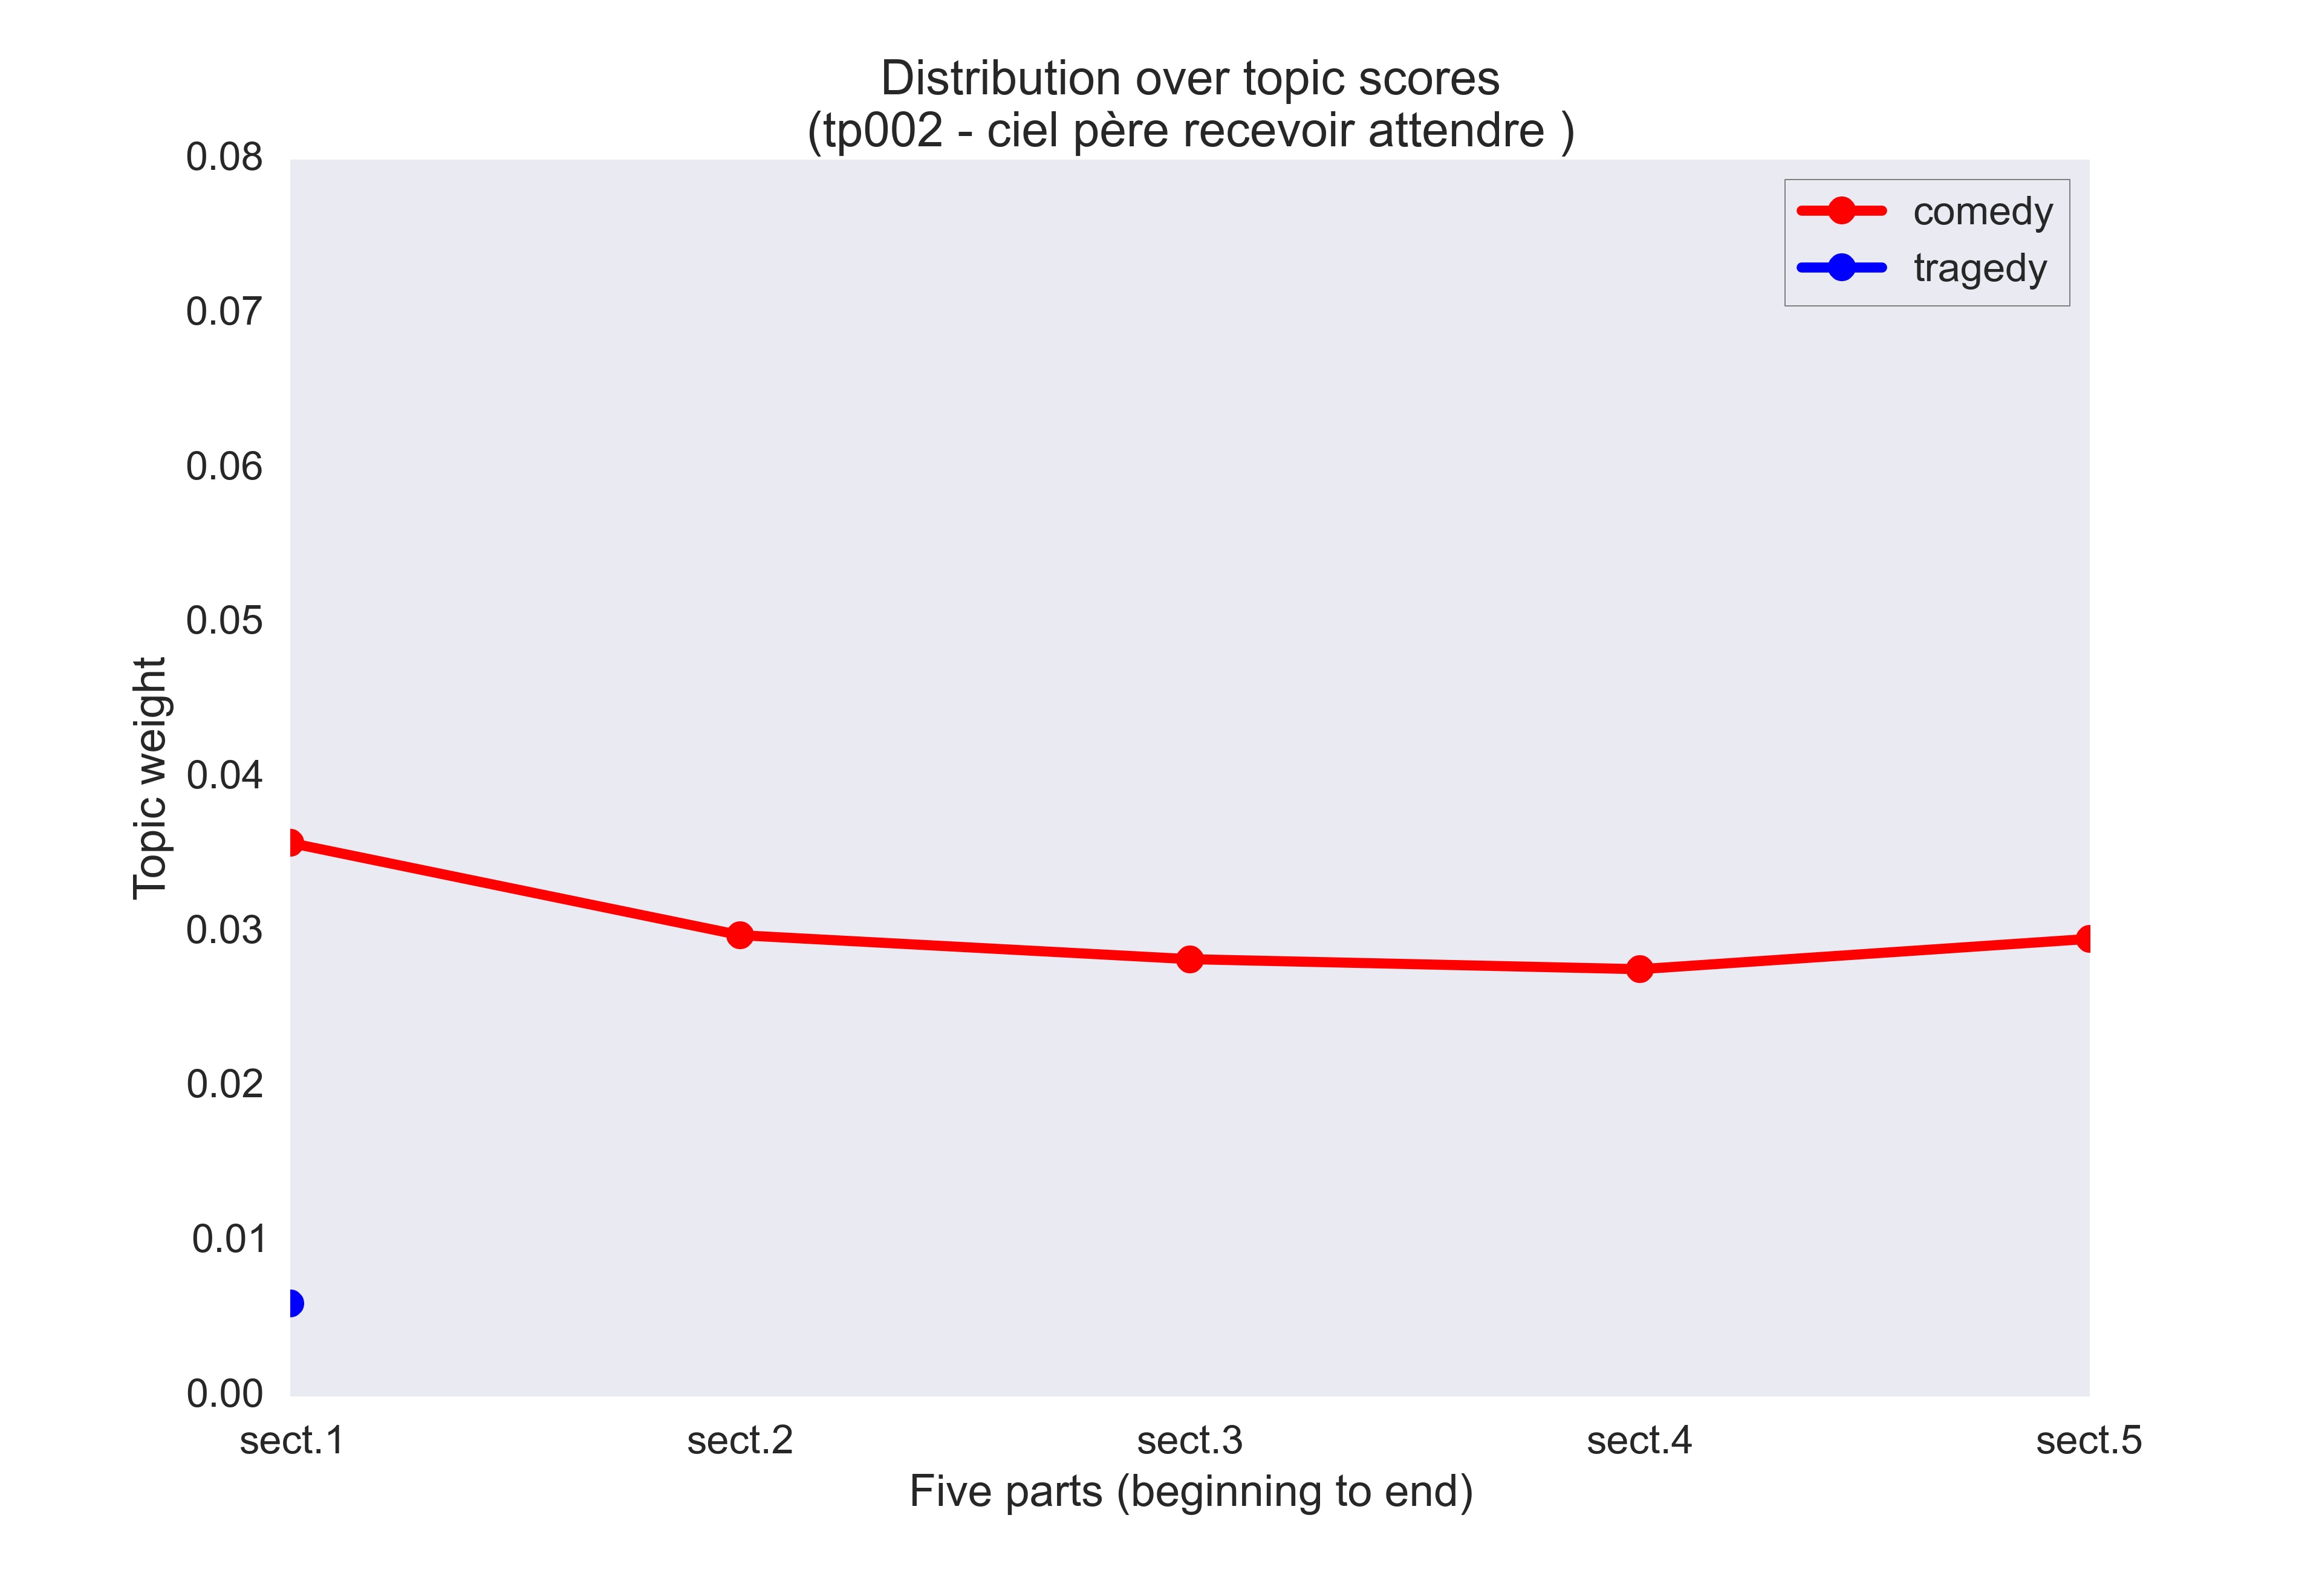 Distribution over topic scores
(tp002 - ciel père recevoir attendre )
0.08
0.07
0.06
0.05
0.04
0.03
0.02
0.01
0.00
Topic weight
comedy
tragedy
sect.1
sect.2
sect.3
sect.4
sect.5
Five parts (beginning to end)